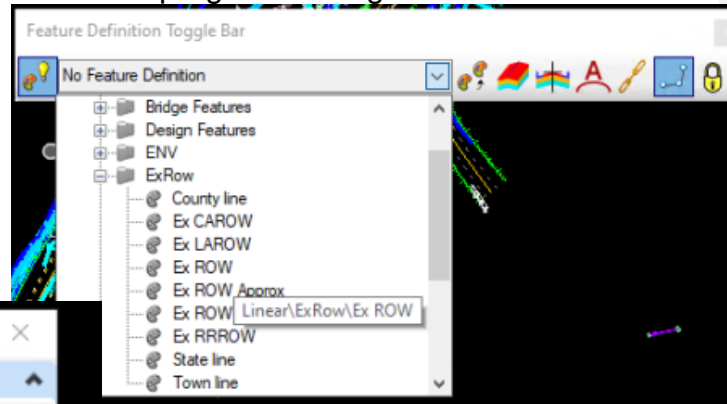 Feature Definition Toggle Bar
No Feature Definition
Bridge Features
Design Features
ENV
ExRow
County line
Ex CAROW
Ex LAROW
Ex ROW
Ex ROW Approx
Ex ROW
Linear\ExRow\Ex ROW
Ex RRROW
State line
Town line